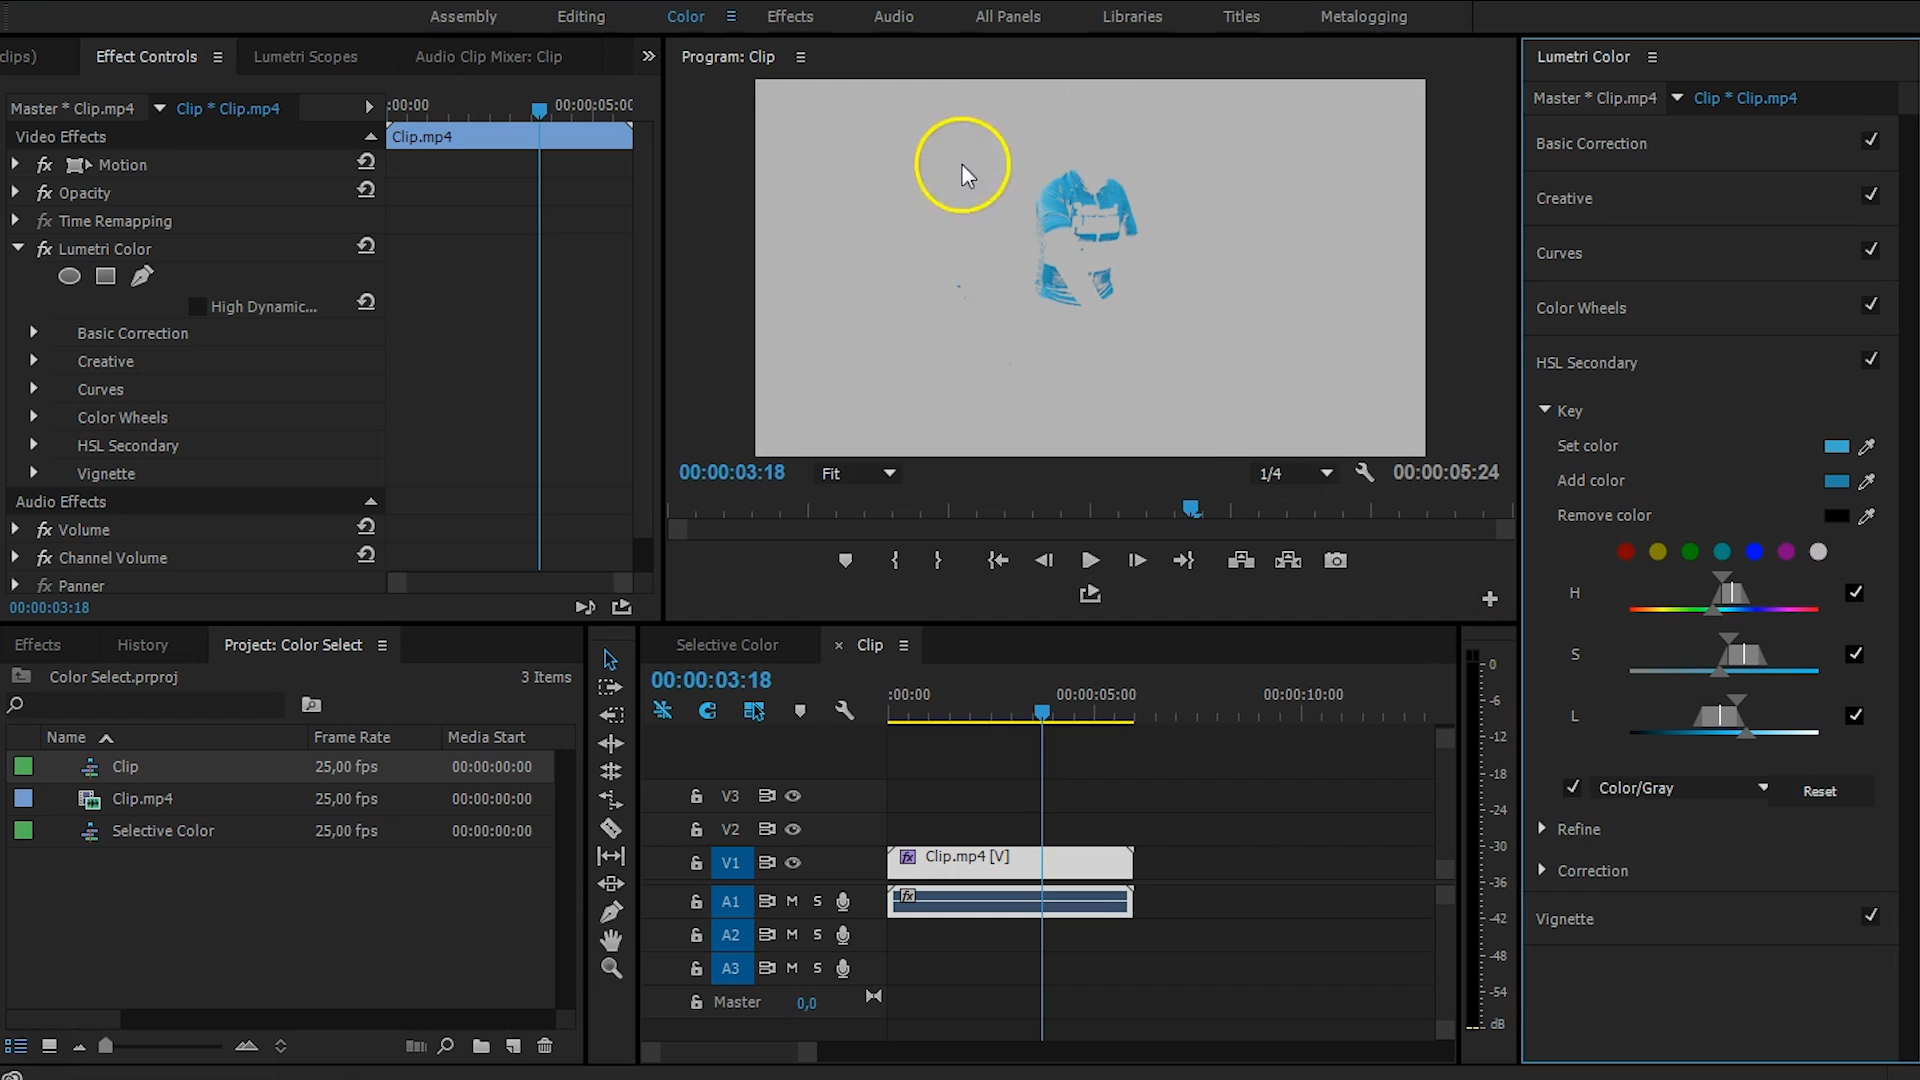 Assembly Editing Color Effects Audio All Panels Libraries Titles Metalogging
clips) Effect Controls Lumetri Scopes Audio Clip Mixer: Clip
Master * Clip.mp4 Clip * Clip.mp4 :00:00 00:00:05:00
Video Effects Clip.mp4
fx Motion
fx Opacity
fx Time Remapping
fx Lumetri Color
High Dynamic...
Basic Correction
Creative
Curves
Color Wheels
HSL Secondary
Vignette
Audio Effects
fx Volume
fx Channel Volume
fx Panner
00:00:03:18
Program: Clip
00:00:03:18 Fit 1/4 00:00:05:24
Lumetri Color
Master * Clip.mp4 Clip * Clip.mp4
Basic Correction
Creative
Curves
Color Wheels
HSL Secondary
Key
Set color
Add color
Remove color
H
S
L
Color/Gray Reset
Refine
Correction
Vignette
Effects History Project: Color Select
Color Select.prproj 3 Items
Name Frame Rate Media Start
Clip 25,00 fps 00:00:00:00
Clip.mp4 25,00 fps 00:00:00:00
Selective Color 25,00 fps 00:00:00:00
Selective Color × Clip
00:00:03:18 :00:00 00:00:05:00 00:00:10:00
V3
V2
V1 fx Clip.mp4 [V]
A1 M S fx
A2 M S
A3 M S
Master 0,0
0
-6
-12
-18
-24
-30
-36
-42
-48
-54
dB